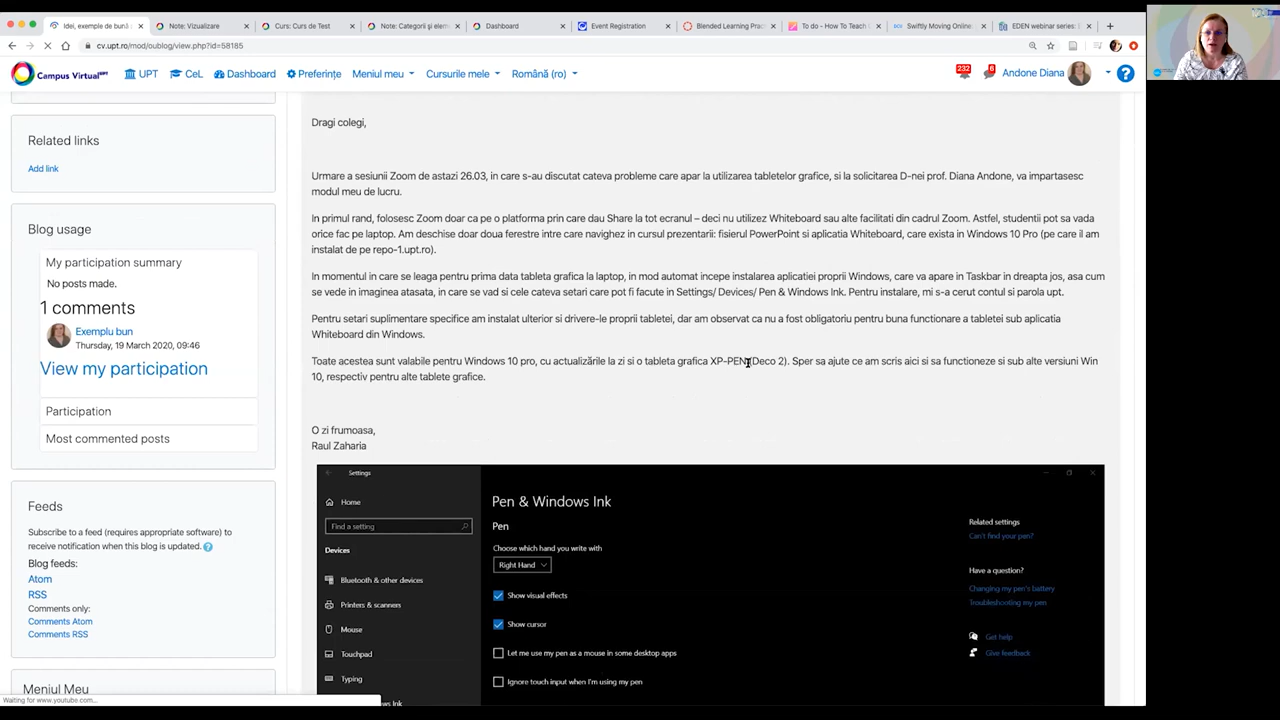 Idei, exemple de bună
Note: Vizualizare
Curs: Curs de Test
Note: Categorii și elem
Dashboard
Event Registration
Blended Learning Prac
To do - How To Teach
Swiftly Moving Online
EDEN webinar series:
cv.upt.ro/mod/oublog/view.php?id=58185
Campus Virtual UPT
UPT
CeL
Dashboard
Preferințe
Meniul meu
Cursurile mele
Română (ro)
232
6
Andone Diana
Related links
Add link
Blog usage
My participation summary
No posts made.
1 comments
Exemplu bun
Thursday, 19 March 2020, 09:46
View my participation
Participation
Most commented posts
Feeds
Subscribe to a feed (requires appropriate software) to
receive notification when this blog is updated.
Blog feeds:
Atom
RSS
Comments only:
Comments Atom
Comments RSS
Meniul Meu
Waiting for www.youtube.com...
Dragi colegi,
Urmare a sesiunii Zoom de astazi 26.03, in care s-au discutat cateva probleme care apar la utilizarea tabletelor grafice, si la solicitarea D-nei prof. Diana Andone, va impartasesc
modul meu de lucru.
In primul rand, folosesc Zoom doar ca pe o platforma prin care dau Share la tot ecranul – deci nu utilizez Whiteboard sau alte facilitati din cadrul Zoom. Astfel, studentii pot sa vada
orice fac pe laptop. Am deschise doar doua ferestre intre care navighez in cursul prezentarii: fisierul PowerPoint si aplicatia Whiteboard, care exista in Windows 10 Pro (pe care îl am
instalat de pe repo-1.upt.ro).
In momentul in care se leaga pentru prima data tableta grafica la laptop, in mod automat incepe instalarea aplicatiei proprii Windows, care va apare in Taskbar in dreapta jos, asa cum
se vede in imaginea atasata, in care se vad si cele cateva setari care pot fi facute in Settings/ Devices/ Pen & Windows Ink. Pentru instalare, mi s-a cerut contul si parola upt.
Pentru setari suplimentare specifice am instalat ulterior si drivere-le proprii tabletei, dar am observat ca nu a fost obligatoriu pentru buna functionare a tabletei sub aplicatia
Whiteboard din Windows.
Toate acestea sunt valabile pentru Windows 10 pro, cu actualizările la zi si o tableta grafica XP-PEN (Deco 2). Sper sa ajute ce am scris aici si sa functioneze si sub alte versiuni Win
10, respectiv pentru alte tablete grafice.
O zi frumoasa,
Raul Zaharia
Settings
Home
Find a setting
Devices
Bluetooth & other devices
Printers & scanners
Mouse
Touchpad
Typing
Pen & Windows Ink
Pen
Choose which hand you write with
Right Hand
Show visual effects
Show cursor
Let me use my pen as a mouse in some desktop apps
Ignore touch input when I'm using my pen
Related settings
Can't find your pen?
Have a question?
Changing my pen's battery
Troubleshooting my pen
Get help
Give feedback